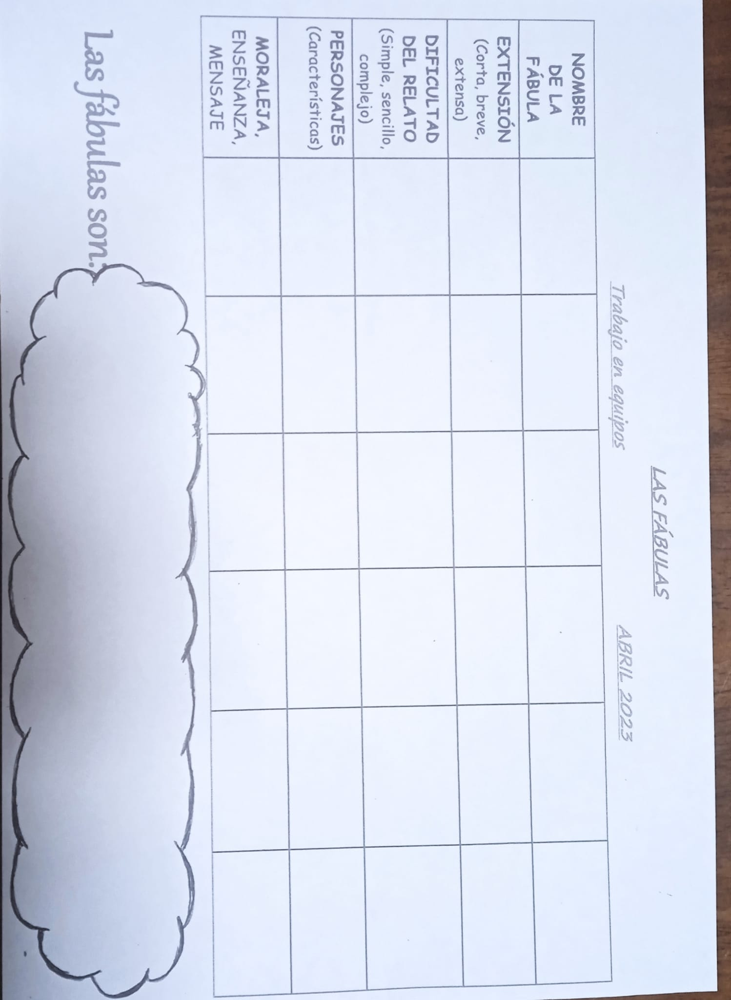 LAS FÁBULAS
Trabajo en equipos
ABRIL 2023
NOMBRE
DE LA
FÁBULA
EXTENSIÓN
(Corta, breve,
extensa)
DIFICULTAD
DEL RELATO
(Simple, sencillo,
complejo)
PERSONAJES
(Características)
MORALEJA,
ENSEÑANZA,
MENSAJE
Las fábulas son: